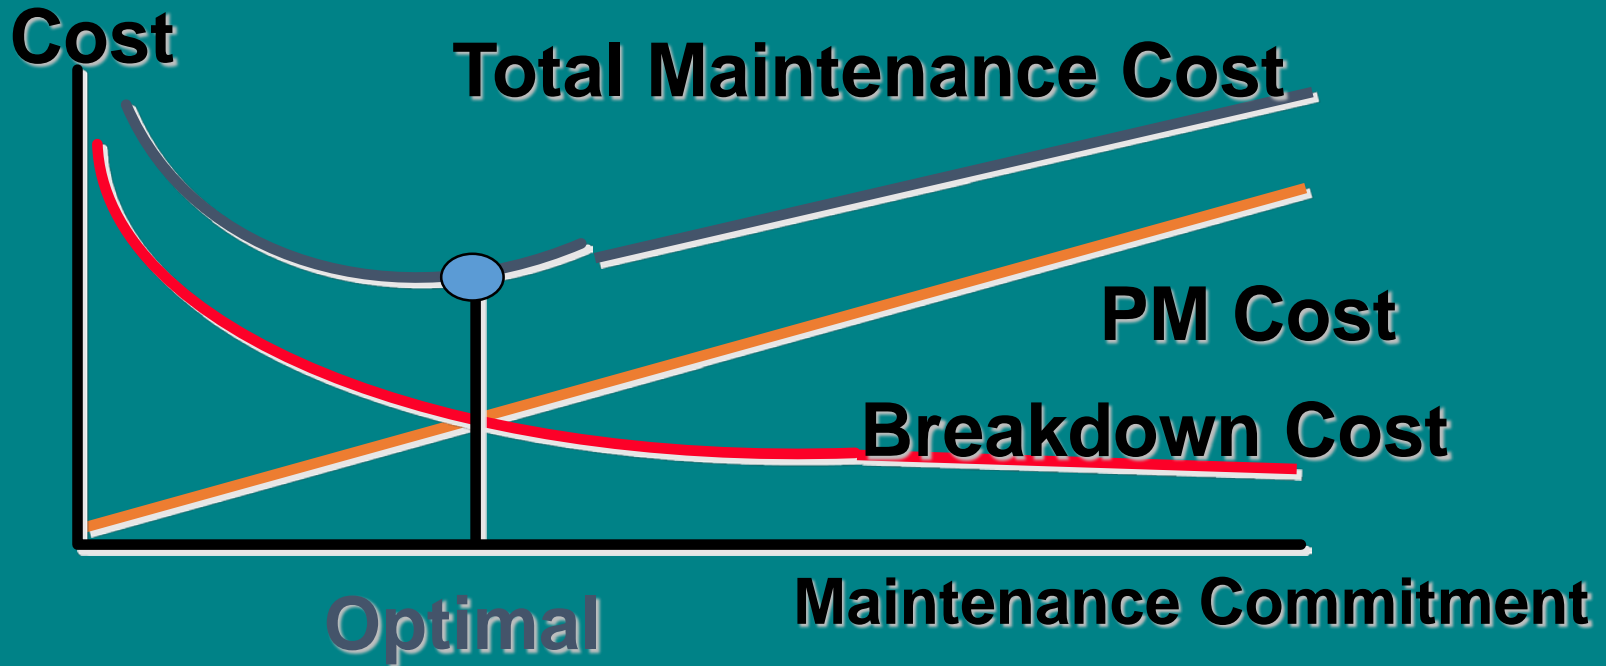 Cost
Total Maintenance Cost
PM Cost
Breakdown Cost
Maintenance Commitment
Optimal